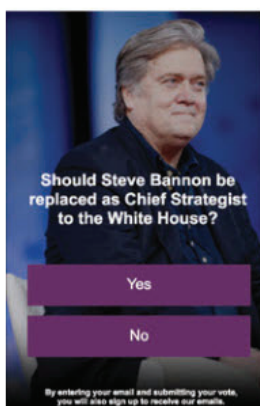 Should Steve Bannon be
replaced as Chief Strategist
to the White House?
Yes
No
By entering your email and submitting your vote,
you will also sign up to receive our emails.